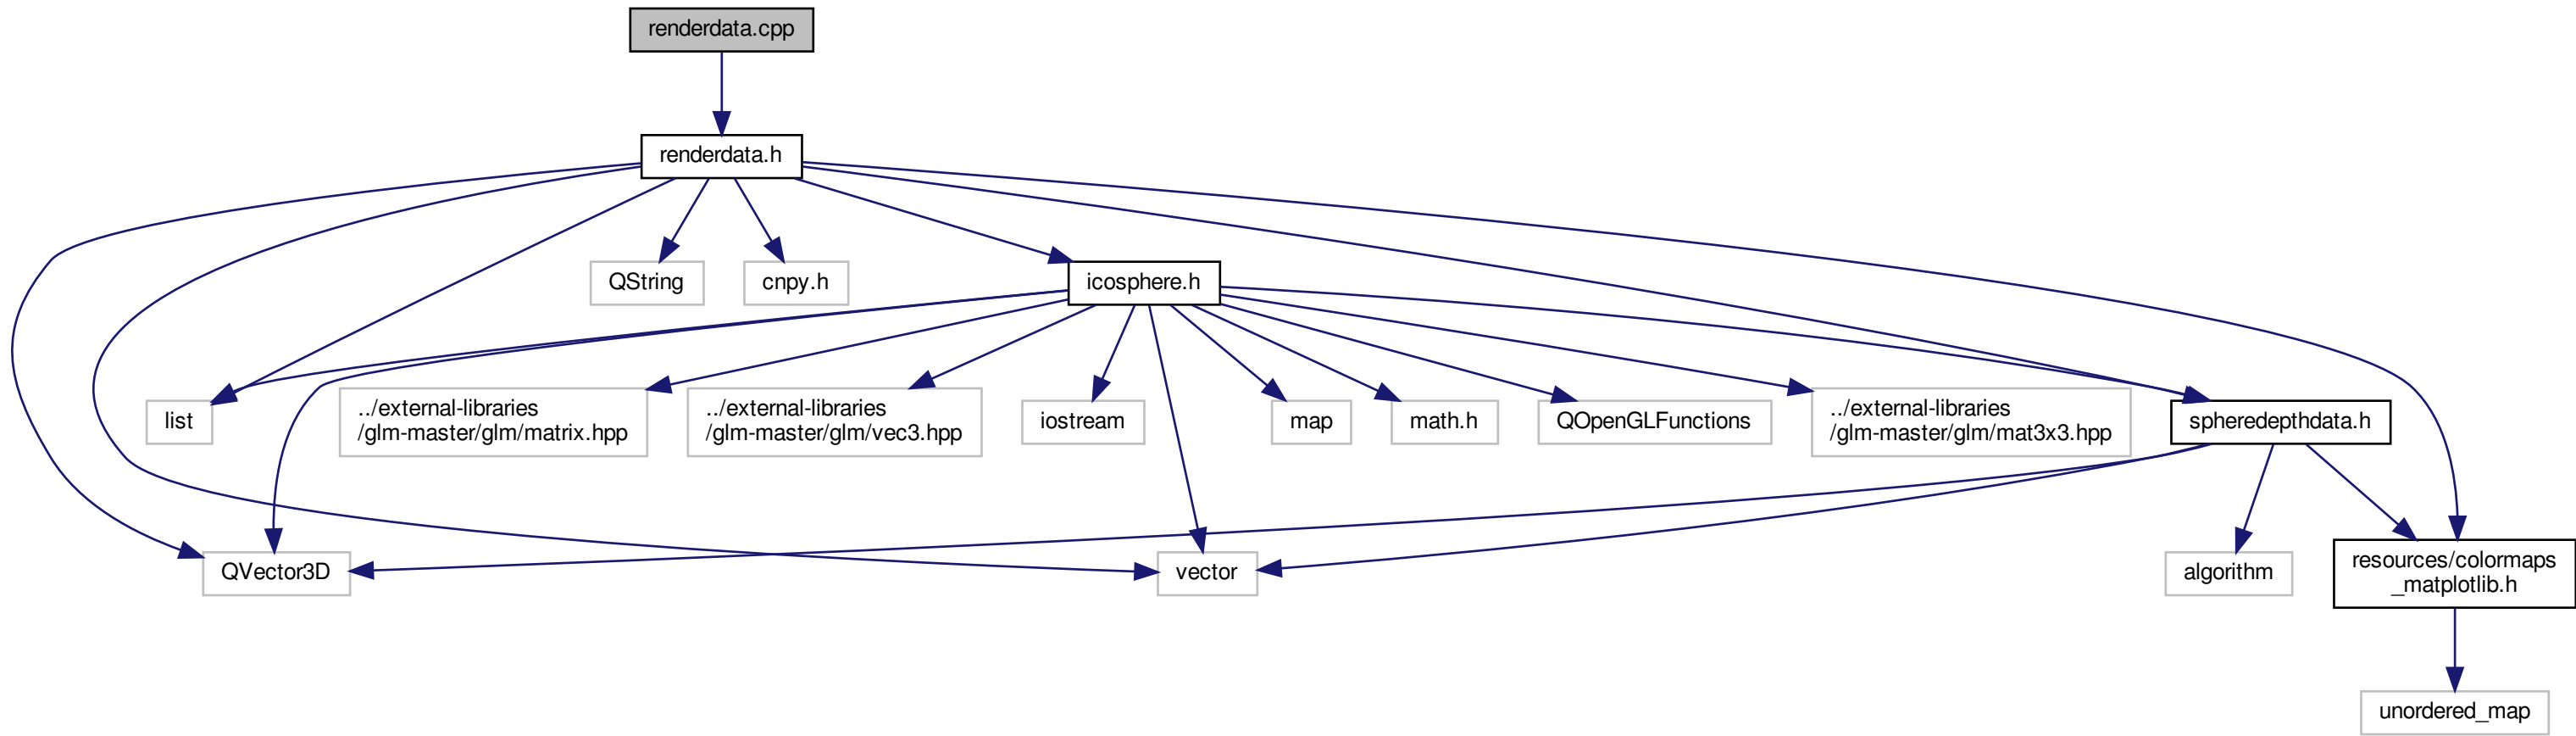 renderdata.cpp
renderdata.h
QString
cnpy.h
icosphere.h
list
../external-libraries
/glm-master/glm/matrix.hpp
../external-libraries
/glm-master/glm/vec3.hpp
iostream
map
math.h
QOpenGLFunctions
../external-libraries
/glm-master/glm/mat3x3.hpp
spheredepthdata.h
QVector3D
vector
algorithm
resources/colormaps
_matplotlib.h
unordered_map